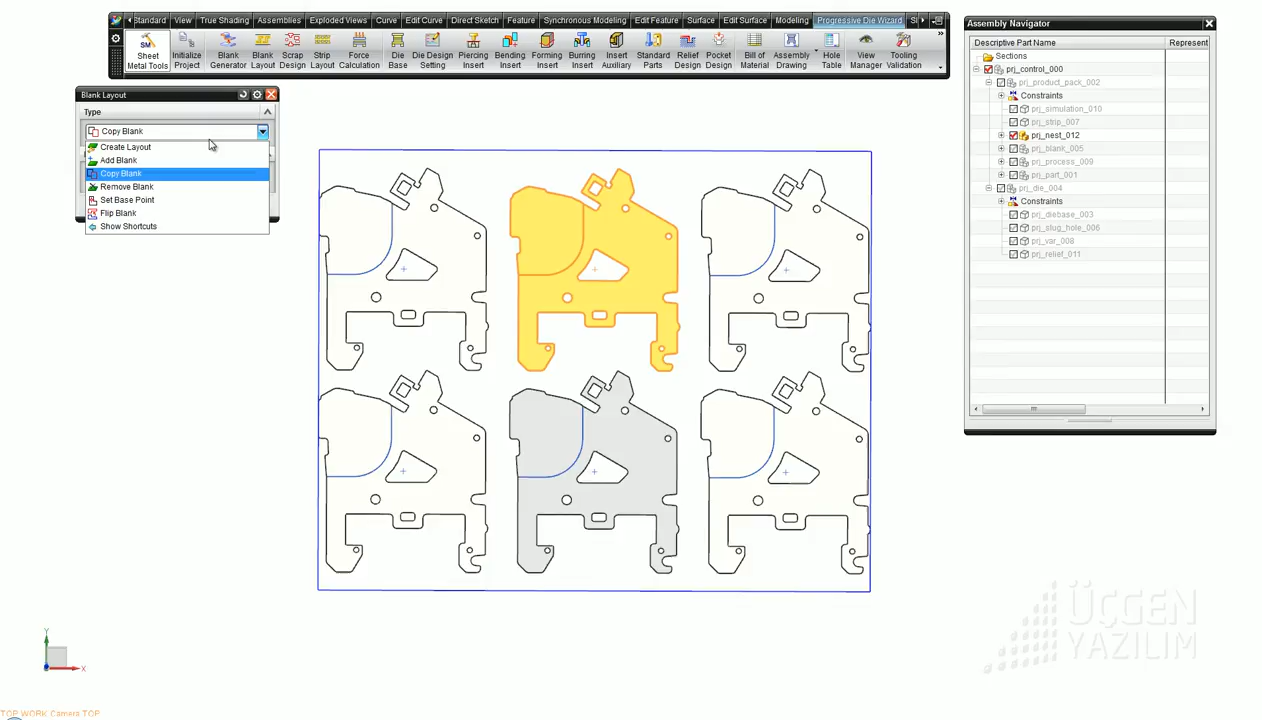 Standard View True Shading Assemblies Exploded Views Curve Edit Curve Direct Sketch Feature Synchronous Modeling Edit Feature Surface Edit Surface Modeling Progressive Die Wizard
SM
Sheet Metal Tools
Initialize Project
Blank Generator
Blank Layout
Scrap Design
Strip Layout
Force Calculation
Die Base
Die Design Setting
Piercing Insert
Bending Insert
Forming Insert
Burring Insert
Insert Auxiliary
Standard Parts
Relief Design
Pocket Design
Bill of Material
Assembly Drawing
Hole Table
View Manager
Tooling Validation
Blank Layout
Type
Copy Blank
Create Layout
Add Blank
Copy Blank
Remove Blank
Set Base Point
Flip Blank
Show Shortcuts
Assembly Navigator
Descriptive Part Name Represent
Sections
prj_control_000
prj_product_pack_002
Constraints
prj_simulation_010
prj_strip_007
prj_nest_012
prj_blank_005
prj_process_009
prj_part_001
prj_die_004
Constraints
prj_diebase_003
prj_slug_hole_006
prj_var_008
prj_relief_011
ÜÇGEN
YAZILIM
Y
X
TOP WORK Camera TOP